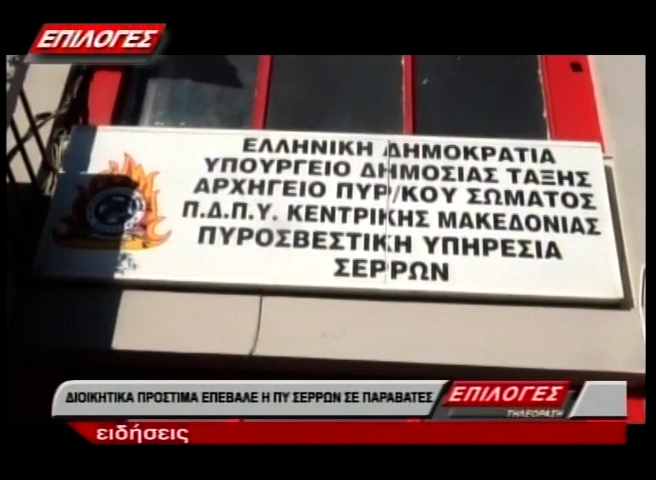 ΕΠΙΛΟΓΕΣ
ΕΛΛΗΝΙΚΗ ΔΗΜΟΚΡΑΤΙΑ
ΥΠΟΥΡΓΕΙΟ ΔΗΜΟΣΙΑΣ ΤΑΞΗΣ
ΑΡΧΗΓΕΙΟ ΠΥΡ/ΚΟΥ ΣΩΜΑΤΟΣ
Π.Δ.Π.Υ. ΚΕΝΤΡΙΚΗΣ ΜΑΚΕΔΟΝΙΑΣ
ΠΥΡΟΣΒΕΣΤΙΚΗ ΥΠΗΡΕΣΙΑ
ΣΕΡΡΩΝ
ΔΙΟΙΚΗΤΙΚΑ ΠΡΟΣΤΙΜΑ ΕΠΕΒΑΛΕ Η ΠΥ ΣΕΡΡΩΝ ΣΕ ΠΑΡΑΒΑΤΕΣ
ΕΠΙΛΟΓΕΣ
ΤΗΛΕΟΡΑΣΗ
ειδήσεις